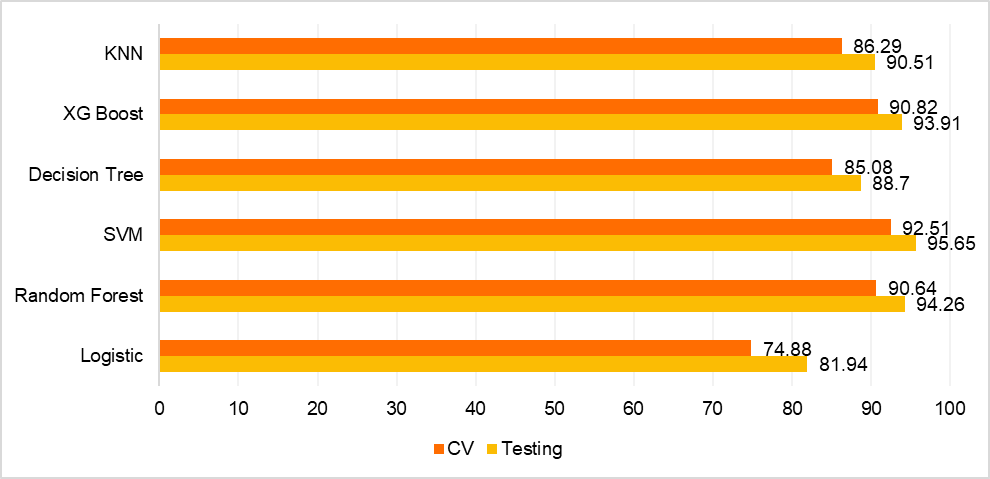 KNN
86.29
90.51
XG Boost
90.82
93.91
Decision Tree
85.08
88.7
SVM
92.51
95.65
Random Forest
90.64
94.26
Logistic
74.88
81.94
0 10 20 30 40 50 60 70 80 90 100
CV Testing